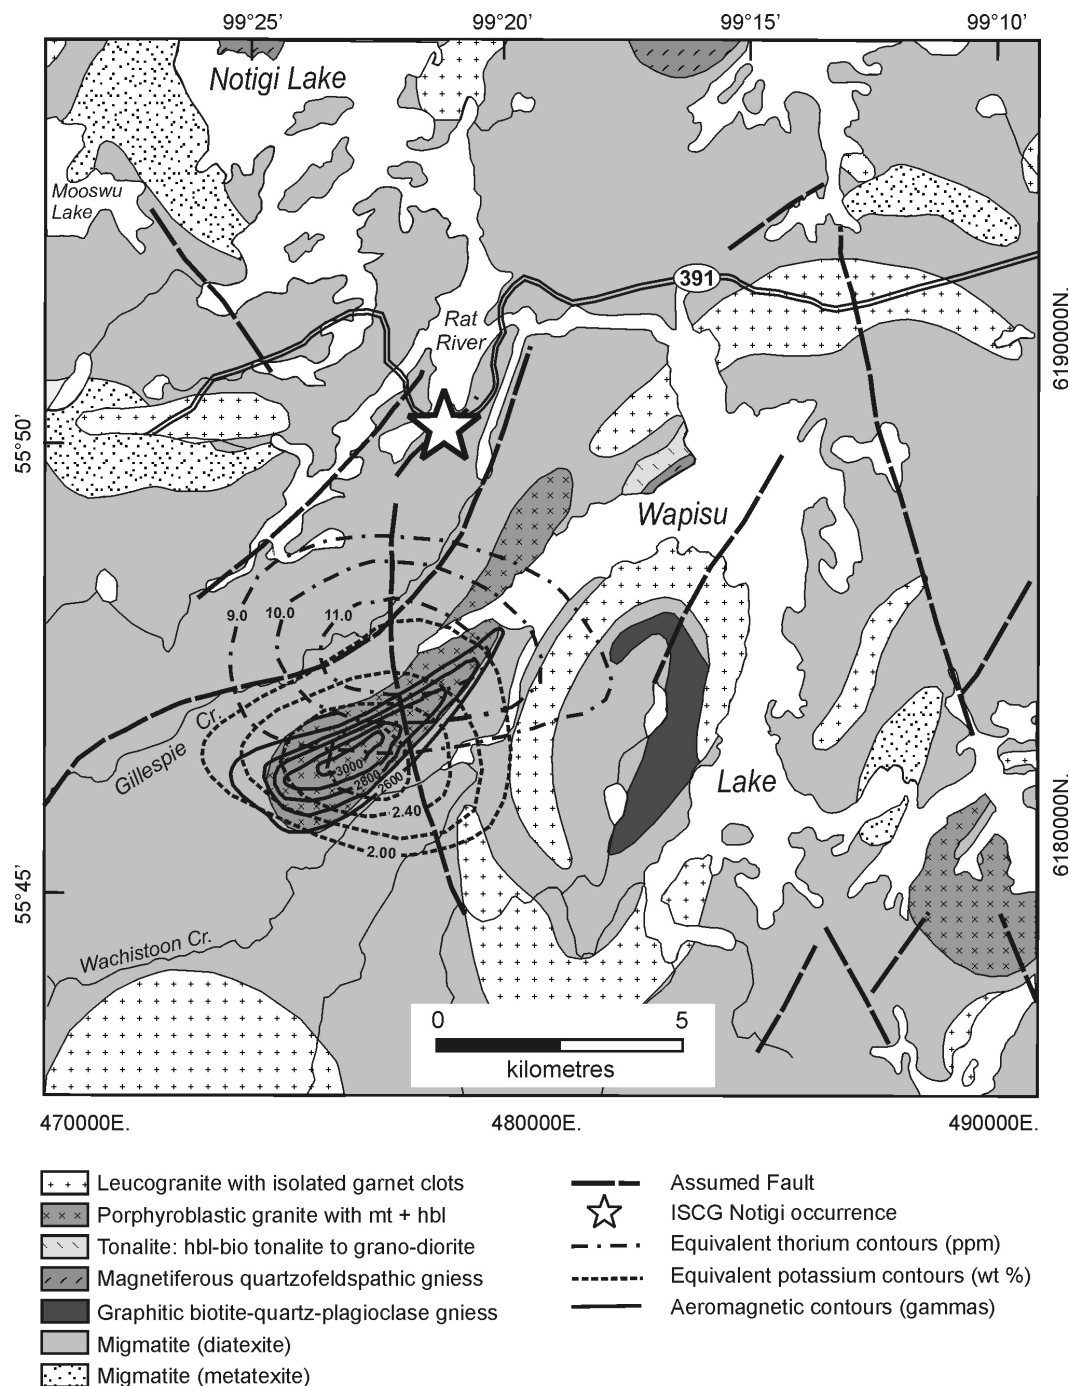 99°25'
99°20'
99°15'
99°10'
Notigi Lake
Mooswu
Lake
391
Rat
River
6190000N.
55°50'
Wapisu
9.0
10.0
11.0
Gillespie Cr.
3000
2800
2600
2.40
2.00
Lake
6180000N.
55°45'
Wachistoon Cr.
0
5
kilometres
470000E.
480000E.
490000E.
Leucogranite with isolated garnet clots
Porphyroblastic granite with mt + hbl
Tonalite: hbl-bio tonalite to grano-diorite
Magnetiferous quartzofeldspathic gniess
Graphitic biotite-quartz-plagioclase gniess
Migmatite (diatexite)
Migmatite (metatexite)
Assumed Fault
ISCG Notigi occurrence
Equivalent thorium contours (ppm)
Equivalent potassium contours (wt %)
Aeromagnetic contours (gammas)